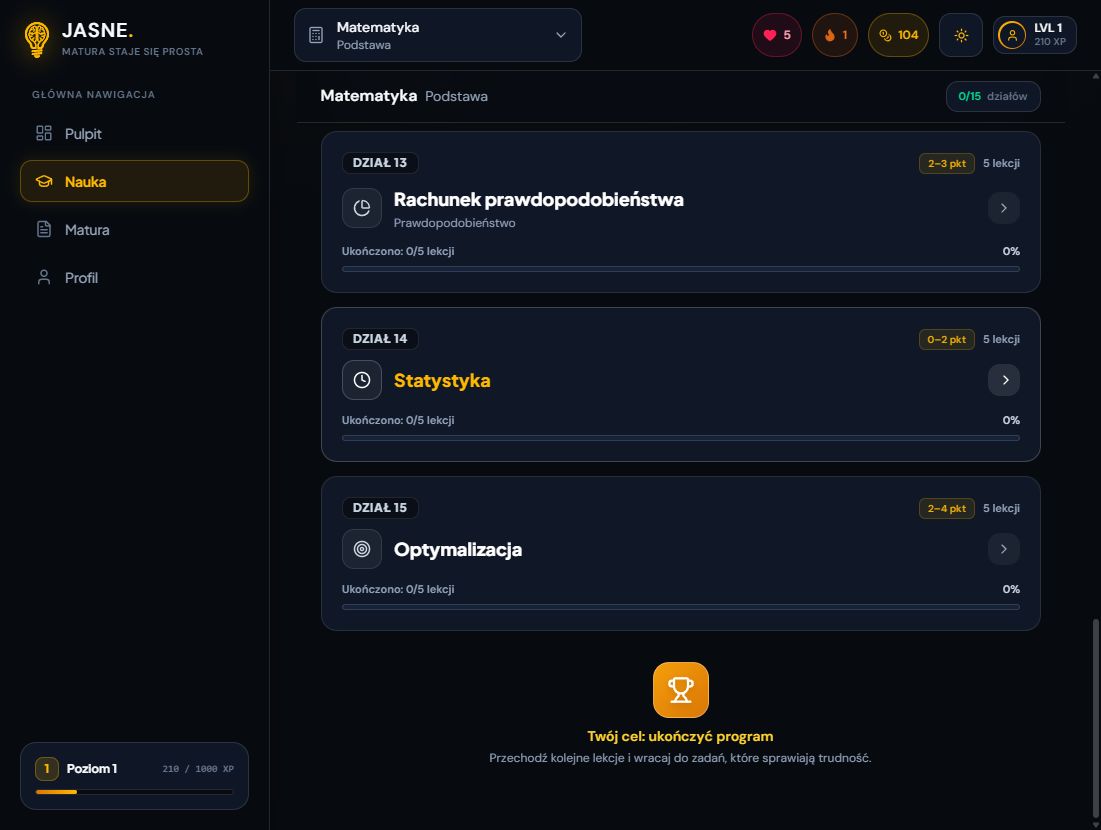 JASNE.
MATURA STAJE SIĘ PROSTA
GŁÓWNA NAWIGACJA
Pulpit
Nauka
Matura
Profil
1 Poziom 1 210 / 1000 XP
Matematyka
Podstawa
5
1
104
LVL 1
210 XP
Matematyka Podstawa 0/15 działów
DZIAŁ 13 2–3 pkt 5 lekcji
Rachunek prawdopodobieństwa
Prawdopodobieństwo
Ukończono: 0/5 lekcji 0%
DZIAŁ 14 0–2 pkt 5 lekcji
Statystyka
Ukończono: 0/5 lekcji 0%
DZIAŁ 15 2–4 pkt 5 lekcji
Optymalizacja
Ukończono: 0/5 lekcji 0%
Twój cel: ukończyć program
Przechodź kolejne lekcje i wracaj do zadań, które sprawiają trudność.